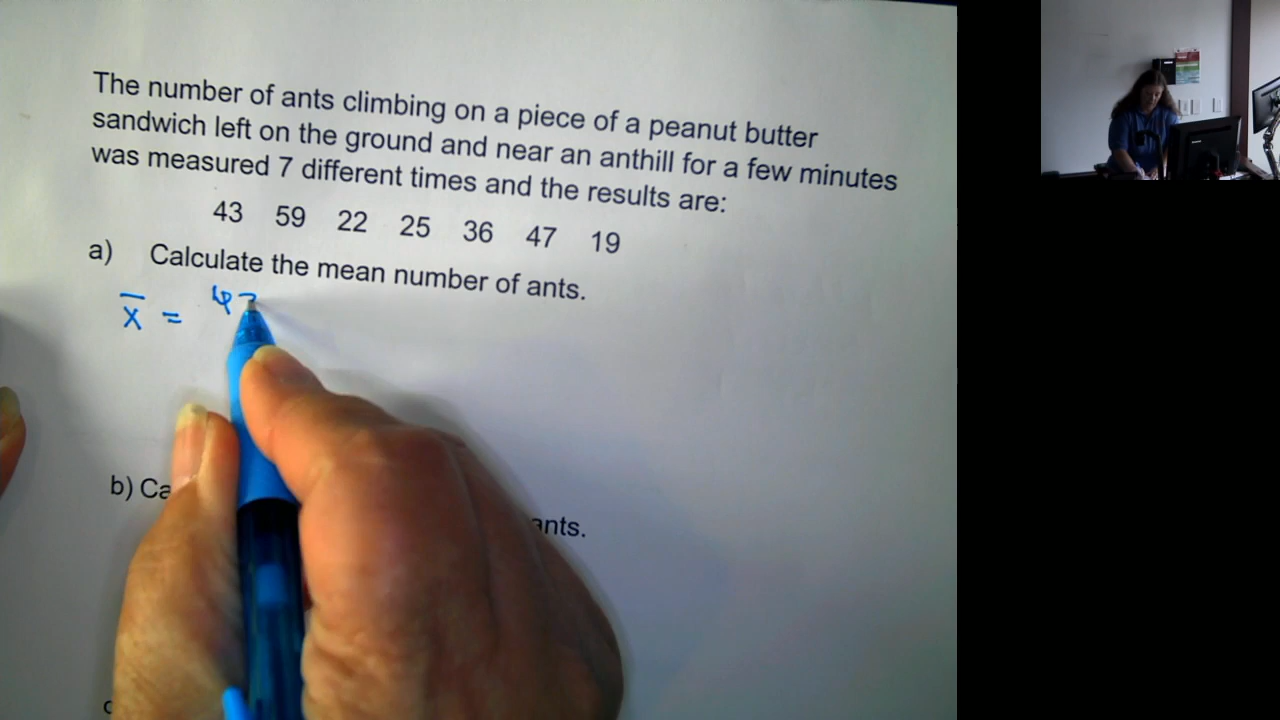 The number of ants climbing on a piece of a peanut butter
sandwich left on the ground and near an anthill for a few minutes
was measured 7 different times and the results are:
43 59 22 25 36 47 19
a) Calculate the mean number of ants.
x̄ = 43
b) Ca
ants.